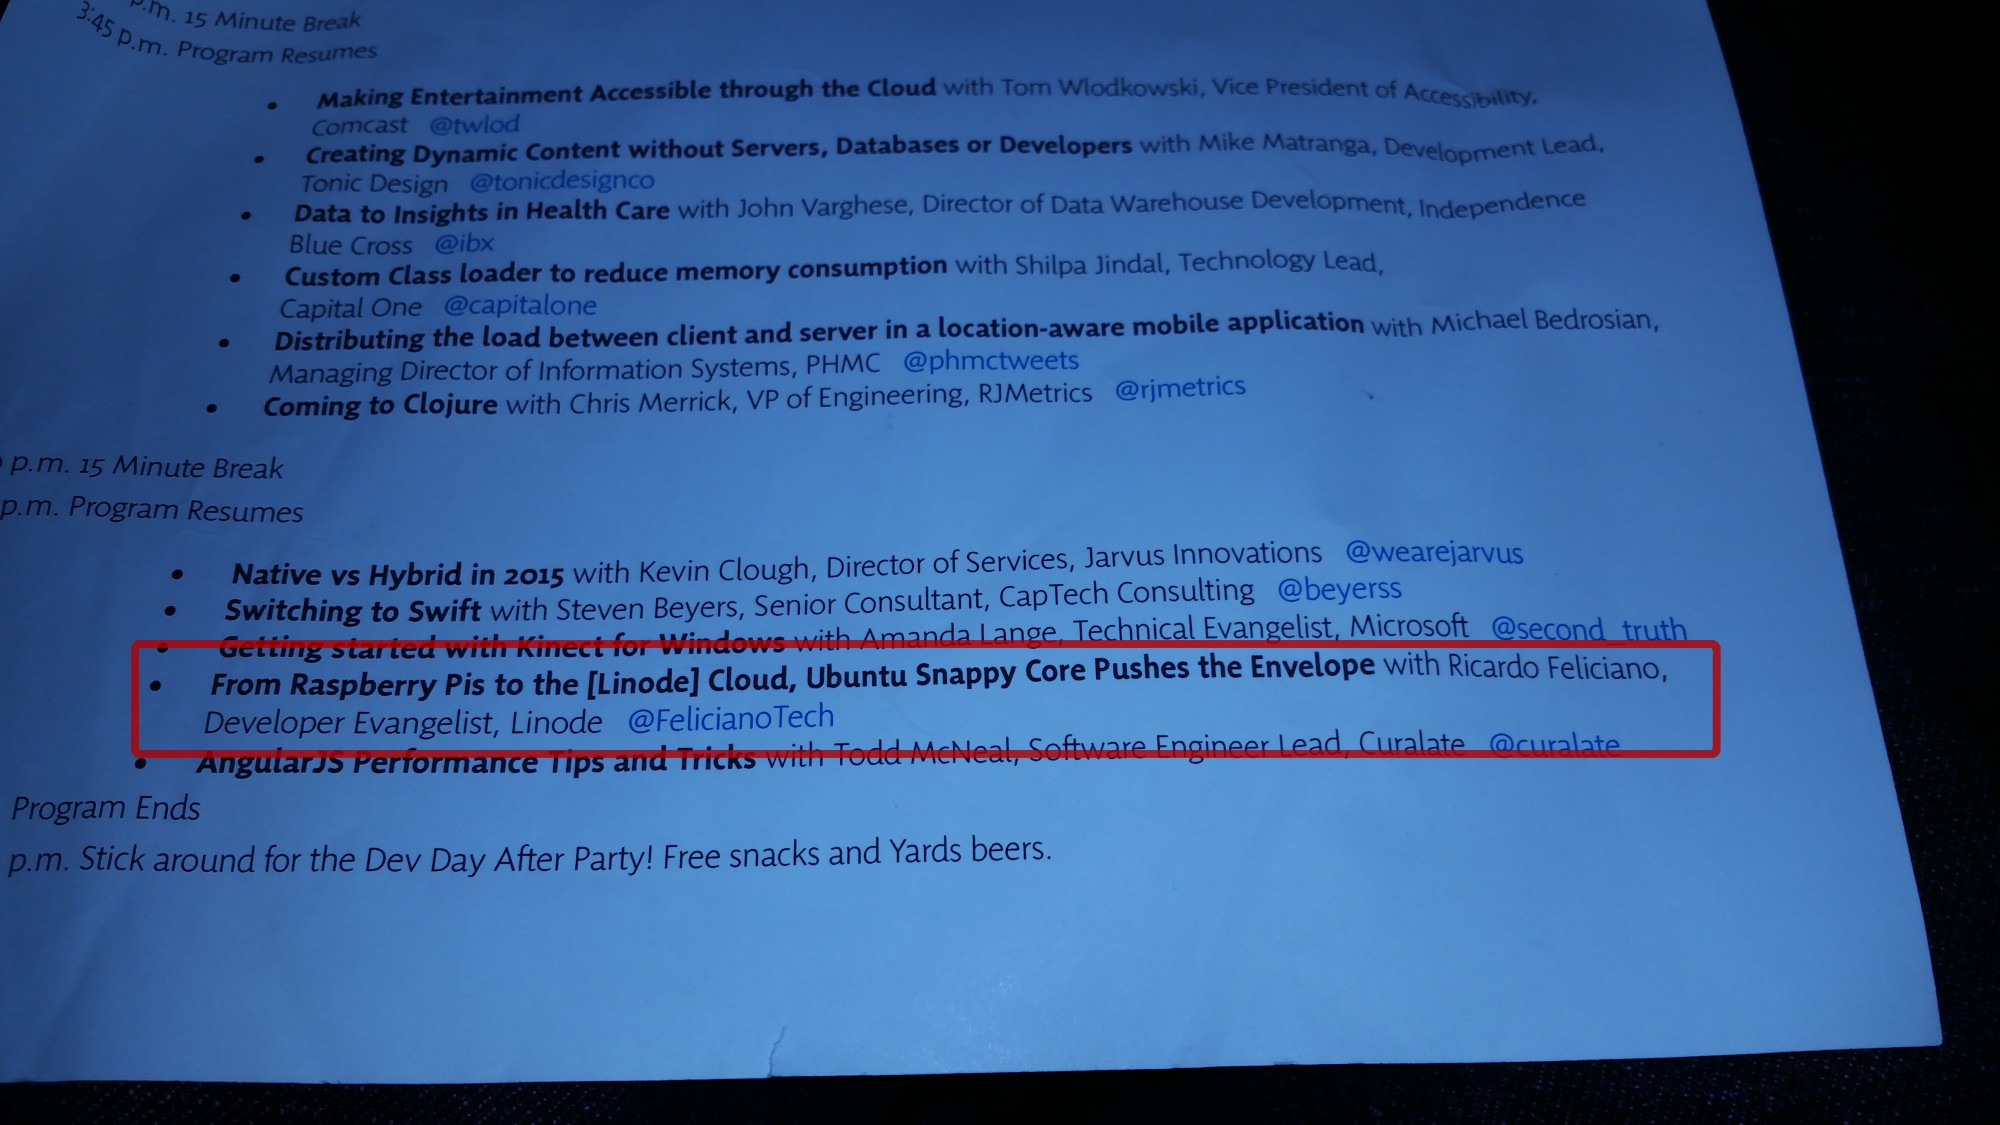 p.m. 15 Minute Break
3:45 p.m. Program Resumes
• Making Entertainment Accessible through the Cloud with Tom Wlodkowski, Vice President of Accessibility,
Comcast @twlod
• Creating Dynamic Content without Servers, Databases or Developers with Mike Matranga, Development Lead,
Tonic Design @tonicdesignco
• Data to Insights in Health Care with John Varghese, Director of Data Warehouse Development, Independence
Blue Cross @ibx
• Custom Class loader to reduce memory consumption with Shilpa Jindal, Technology Lead,
Capital One @capitalone
• Distributing the load between client and server in a location-aware mobile application with Michael Bedrosian,
Managing Director of Information Systems, PHMC @phmctweets
• Coming to Clojure with Chris Merrick, VP of Engineering, RJMetrics @rjmetrics
p.m. 15 Minute Break
p.m. Program Resumes
• Native vs Hybrid in 2015 with Kevin Clough, Director of Services, Jarvus Innovations @wearejarvus
• Switching to Swift with Steven Beyers, Senior Consultant, CapTech Consulting @beyerss
• Getting started with Kinect for Windows with Amanda Lange, Technical Evangelist, Microsoft @second_truth
• From Raspberry Pis to the [Linode] Cloud, Ubuntu Snappy Core Pushes the Envelope with Ricardo Feliciano,
Developer Evangelist, Linode @FelicianoTech
• AngularJS Performance Tips and Tricks with Todd McNeal, Software Engineer Lead, Curalate @curalate
Program Ends
p.m. Stick around for the Dev Day After Party! Free snacks and Yards beers.